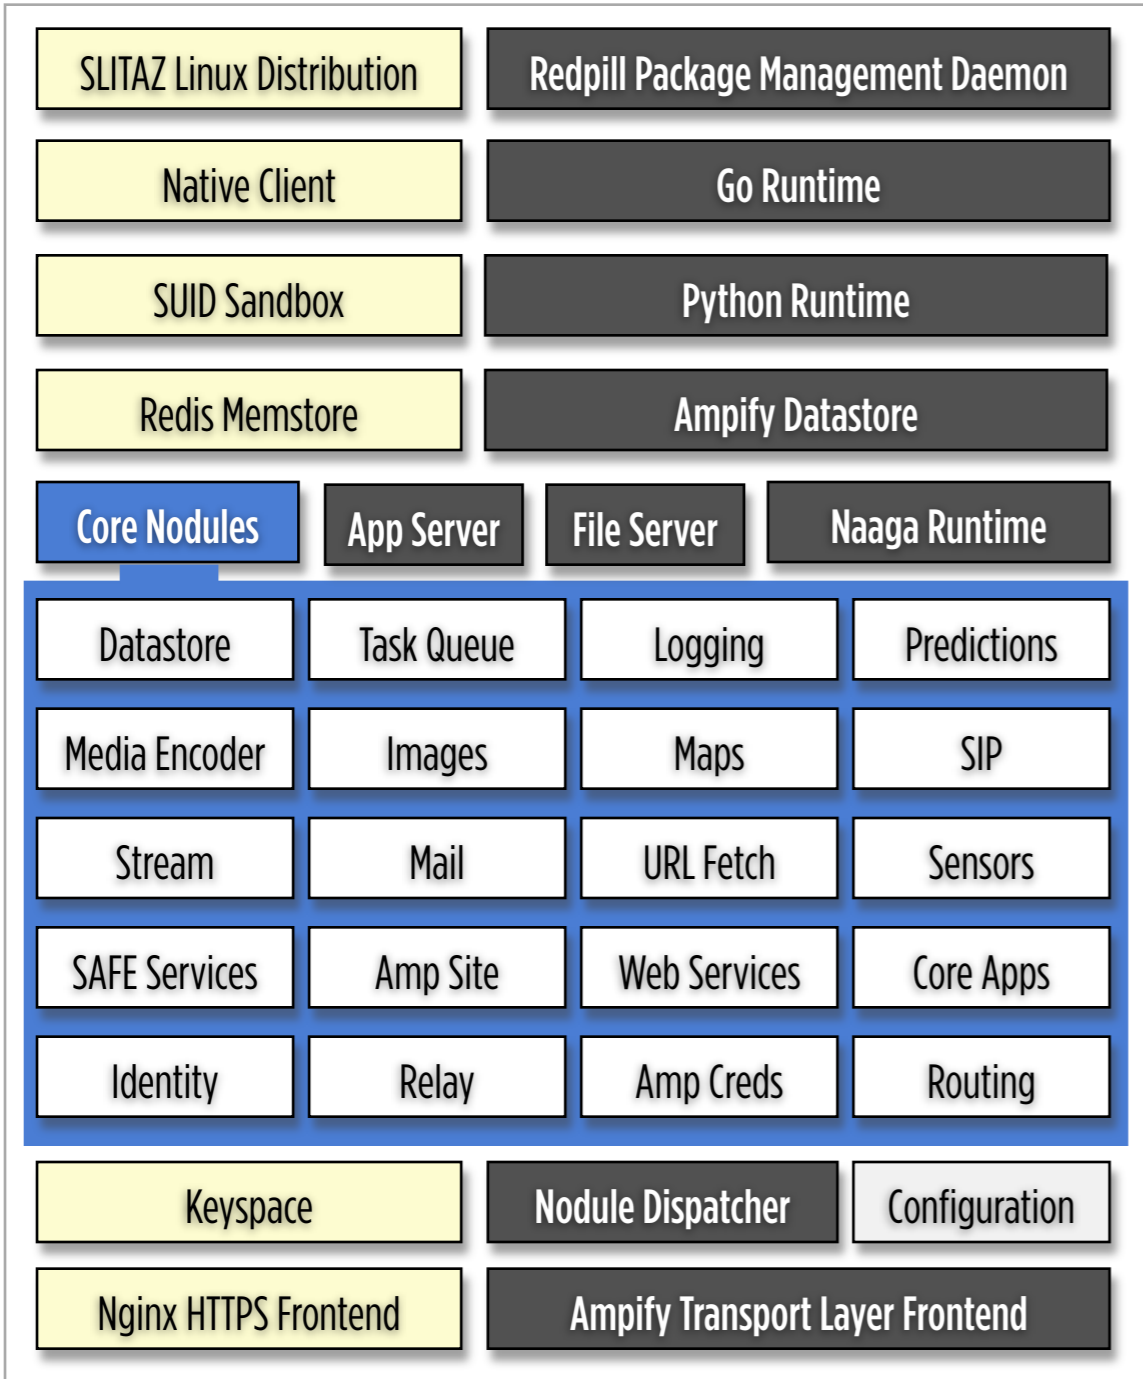 SLITAZ Linux Distribution
Redpill Package Management Daemon
Native Client
Go Runtime
SUID Sandbox
Python Runtime
Redis Memstore
Ampify Datastore
Core Nodules
App Server
File Server
Naaga Runtime
Datastore
Task Queue
Logging
Predictions
Media Encoder
Images
Maps
SIP
Stream
Mail
URL Fetch
Sensors
SAFE Services
Amp Site
Web Services
Core Apps
Identity
Relay
Amp Creds
Routing
Keyspace
Nodule Dispatcher
Configuration
Nginx HTTPS Frontend
Ampify Transport Layer Frontend